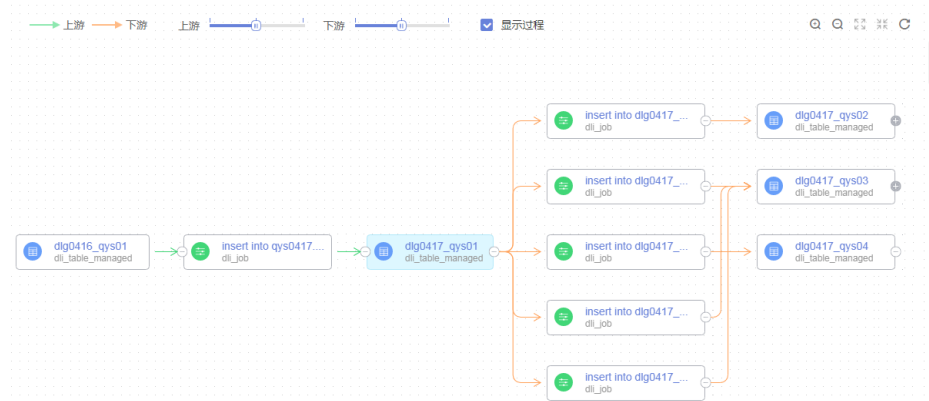 上游 下游 上游 下游 显示过程
insert into dlg0417_...
dli_job
dlg0417_qys02
dli_table_managed
insert into dlg0417_...
dli_job
dlg0417_qys03
dli_table_managed
dlg0416_qys01
dli_table_managed
insert into qys0417....
dli_job
dlg0417_qys01
dli_table_managed
insert into dlg0417_...
dli_job
dlg0417_qys04
dli_table_managed
insert into dlg0417_...
dli_job
insert into dlg0417_...
dli_job